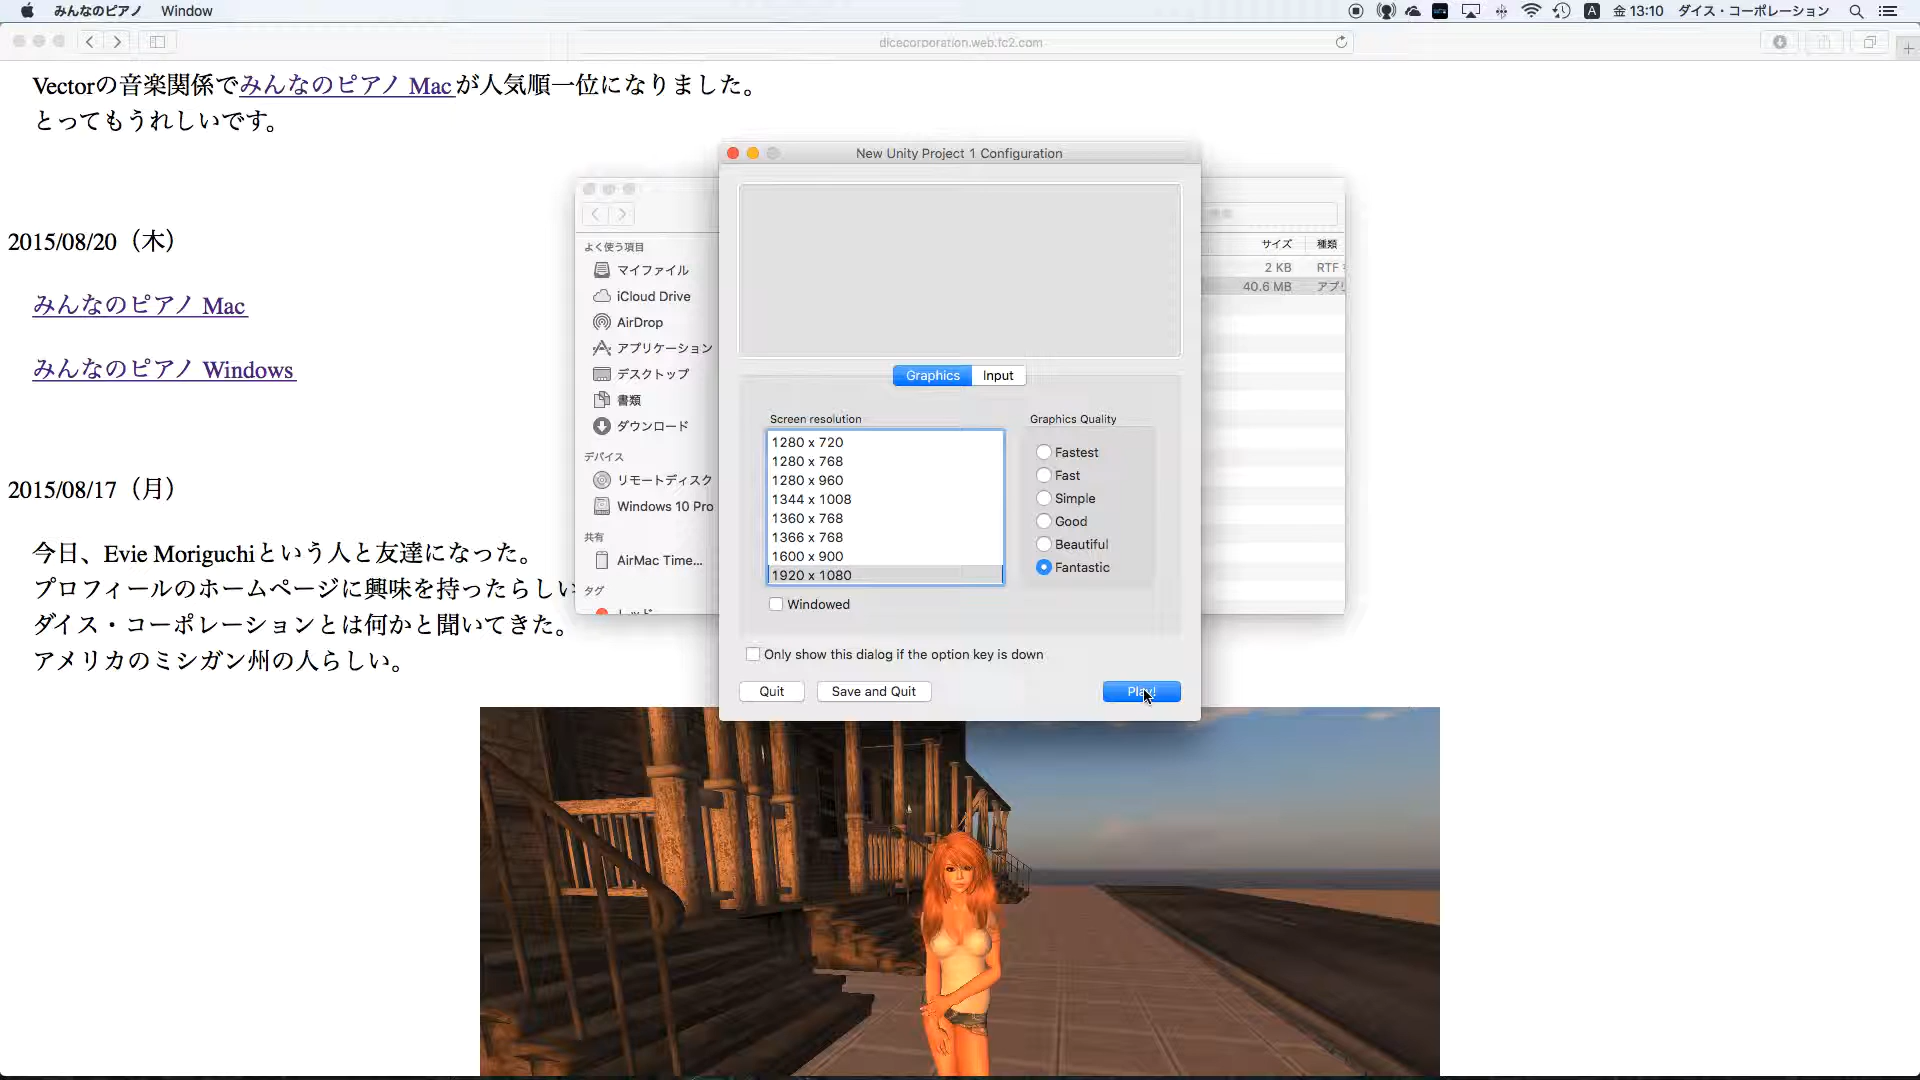 みんなのピアノ Window
金 13:10 ダイス・コーポレーション
dicecorporation.web.fc2.com
Vectorの音楽関係でみんなのピアノ Macが人気順一位になりました。
とってもうれしいです。
2015/08/20（木）
みんなのピアノ Mac
みんなのピアノ Windows
2015/08/17（月）
今日、Evie Moriguchiという人と友達になった。
プロフィールのホームページに興味を持ったらしい
ダイス・コーポレーションとは何かと聞いてきた。
アメリカのミシガン州の人らしい。
よく使う項目
マイファイル
iCloud Drive
AirDrop
アプリケーション
デスクトップ
書類
ダウンロード
デバイス
リモートディスク
Windows 10 Pro
共有
AirMac Time...
タグ
サイズ 種類
2 KB RTF
40.6 MB アプリ
New Unity Project 1 Configuration
Graphics Input
Screen resolution
1280 x 720
1280 x 768
1280 x 960
1344 x 1008
1360 x 768
1366 x 768
1600 x 900
1920 x 1080
Windowed
Graphics Quality
Fastest
Fast
Simple
Good
Beautiful
Fantastic
Only show this dialog if the option key is down
Quit Save and Quit Play!